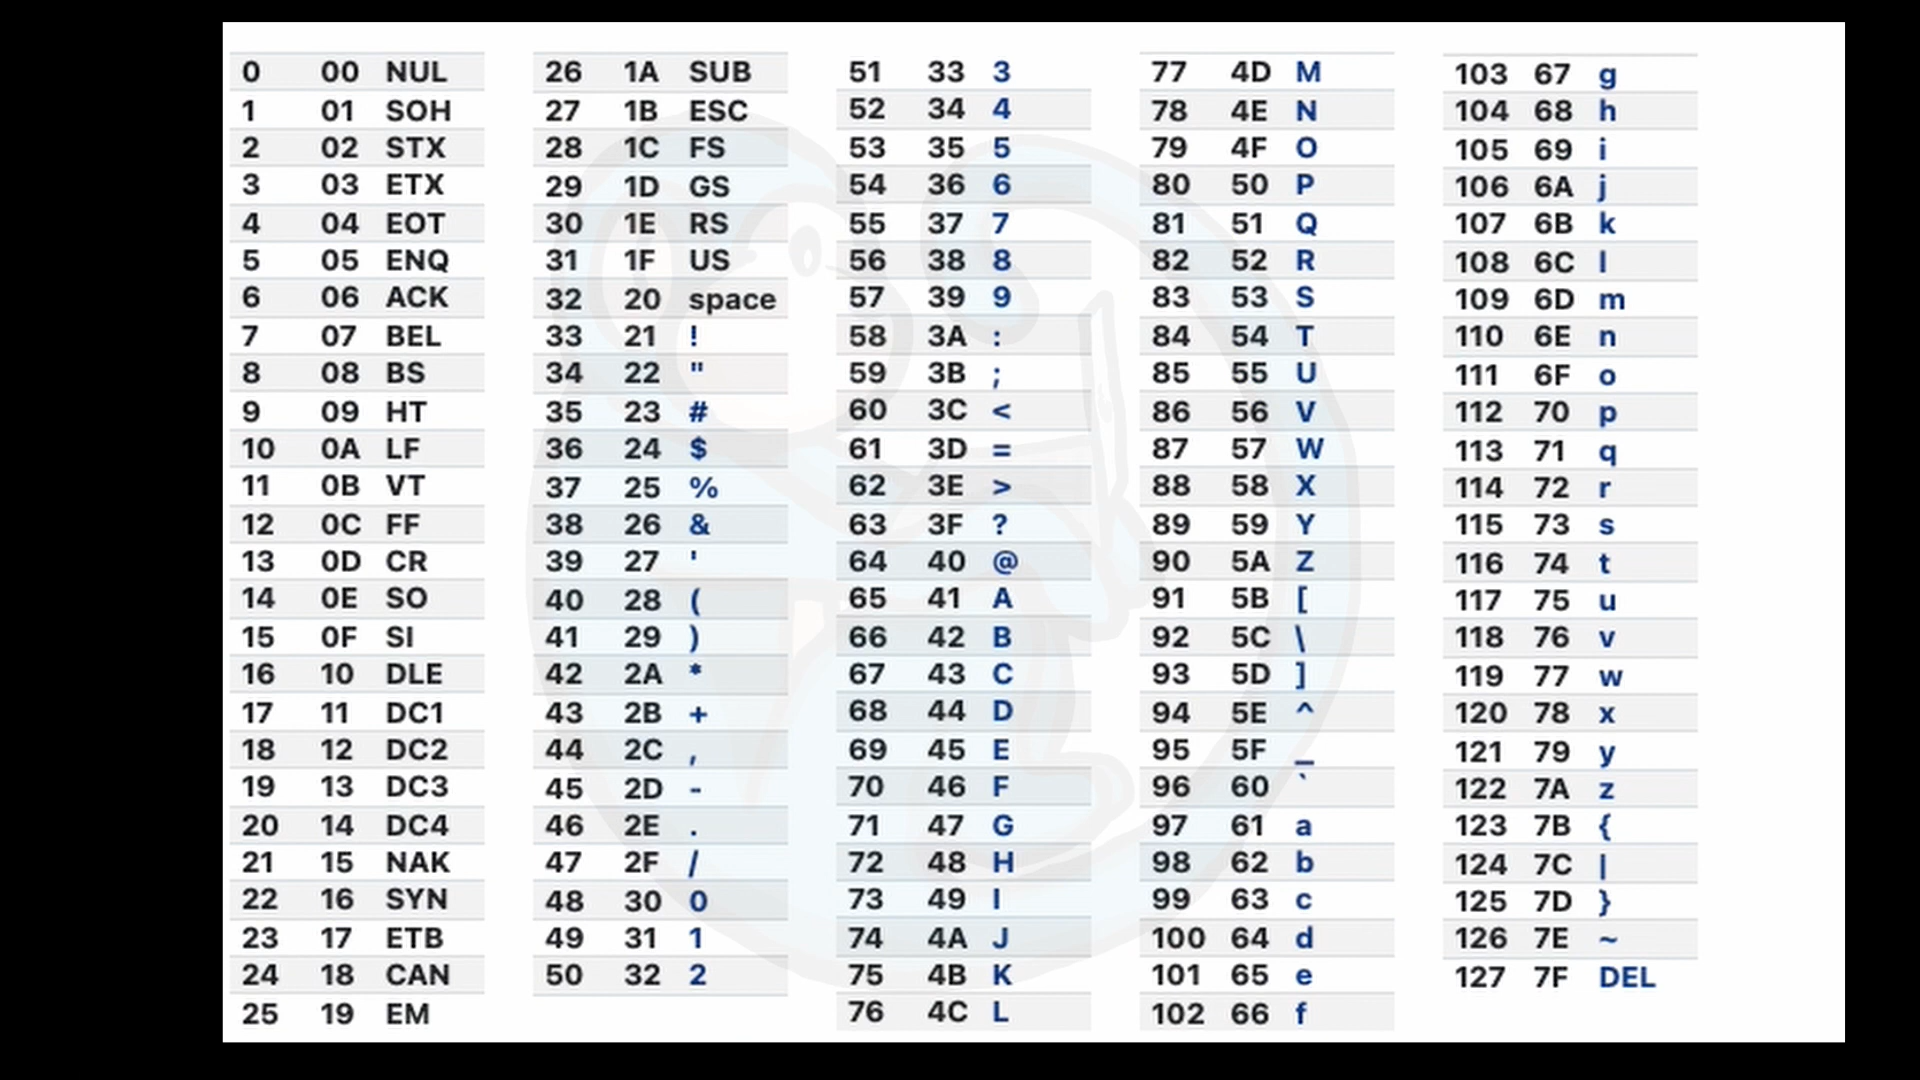 0 00 NUL
1 01 SOH
2 02 STX
3 03 ETX
4 04 EOT
5 05 ENQ
6 06 ACK
7 07 BEL
8 08 BS
9 09 HT
10 0A LF
11 0B VT
12 0C FF
13 0D CR
14 0E SO
15 0F SI
16 10 DLE
17 11 DC1
18 12 DC2
19 13 DC3
20 14 DC4
21 15 NAK
22 16 SYN
23 17 ETB
24 18 CAN
25 19 EM
26 1A SUB
27 1B ESC
28 1C FS
29 1D GS
30 1E RS
31 1F US
32 20 space
33 21 !
34 22 "
35 23 #
36 24 $
37 25 %
38 26 &
39 27 '
40 28 (
41 29 )
42 2A *
43 2B +
44 2C ,
45 2D -
46 2E .
47 2F /
48 30 0
49 31 1
50 32 2
51 33 3
52 34 4
53 35 5
54 36 6
55 37 7
56 38 8
57 39 9
58 3A :
59 3B ;
60 3C <
61 3D =
62 3E >
63 3F ?
64 40 @
65 41 A
66 42 B
67 43 C
68 44 D
69 45 E
70 46 F
71 47 G
72 48 H
73 49 I
74 4A J
75 4B K
76 4C L
77 4D M
78 4E N
79 4F O
80 50 P
81 51 Q
82 52 R
83 53 S
84 54 T
85 55 U
86 56 V
87 57 W
88 58 X
89 59 Y
90 5A Z
91 5B [
92 5C \
93 5D ]
94 5E ^
95 5F _
96 60 `
97 61 a
98 62 b
99 63 c
100 64 d
101 65 e
102 66 f
103 67 g
104 68 h
105 69 i
106 6A j
107 6B k
108 6C l
109 6D m
110 6E n
111 6F o
112 70 p
113 71 q
114 72 r
115 73 s
116 74 t
117 75 u
118 76 v
119 77 w
120 78 x
121 79 y
122 7A z
123 7B {
124 7C |
125 7D }
126 7E ~
127 7F DEL